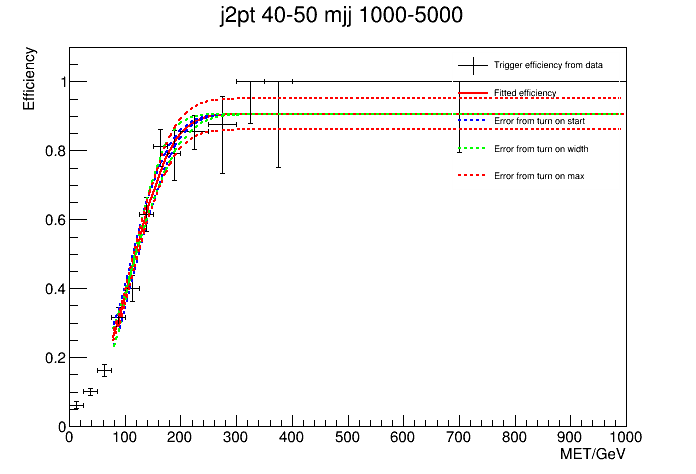 j2pt 40-50 mjj 1000-5000
Efficiency
1
0.8
0.6
0.4
0.2
0
Trigger efficiency from data
Fitted efficiency
Error from turn on start
Error from turn on width
Error from turn on max
0 100 200 300 400 500 600 700 800 900 1000
MET/GeV